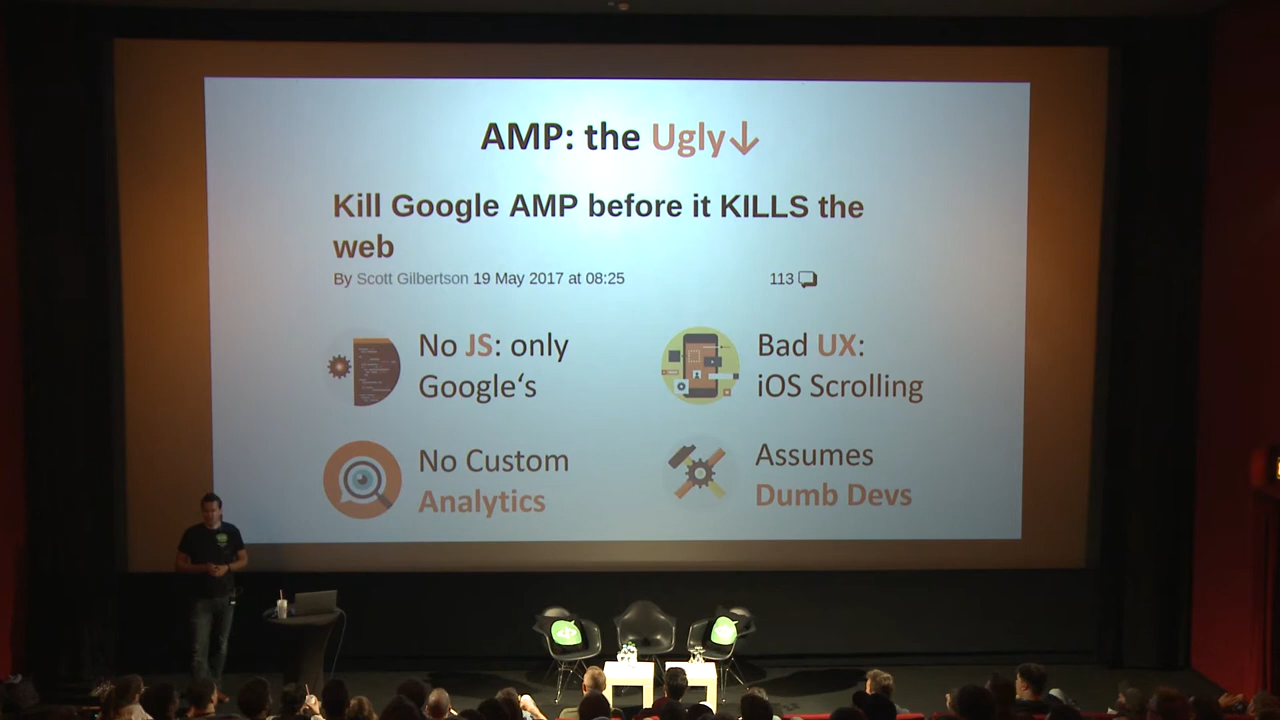 AMP: the Ugly↓
Kill Google AMP before it KILLS the
web
By Scott Gilbertson 19 May 2017 at 08:25
113
No JS: only
Google‘s
Bad UX:
iOS Scrolling
No Custom
Analytics
Assumes
Dumb Devs